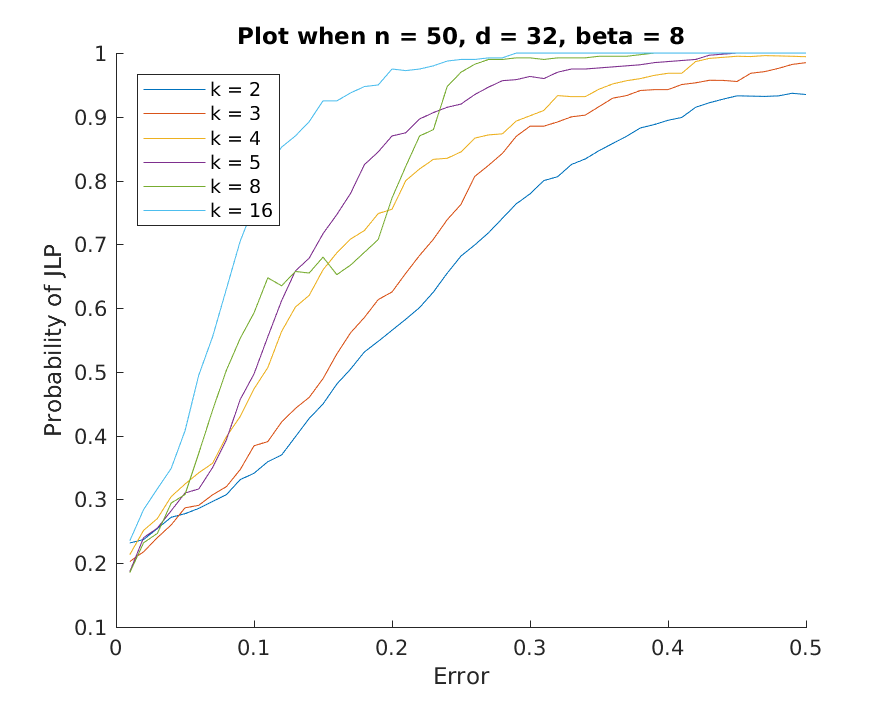 Plot when n = 50, d = 32, beta = 8
1
0.9
0.8
0.7
0.6
0.5
0.4
0.3
0.2
0.1
Probability of JLP
k = 2
k = 3
k = 4
k = 5
k = 8
k = 16
0 0.1 0.2 0.3 0.4 0.5
Error